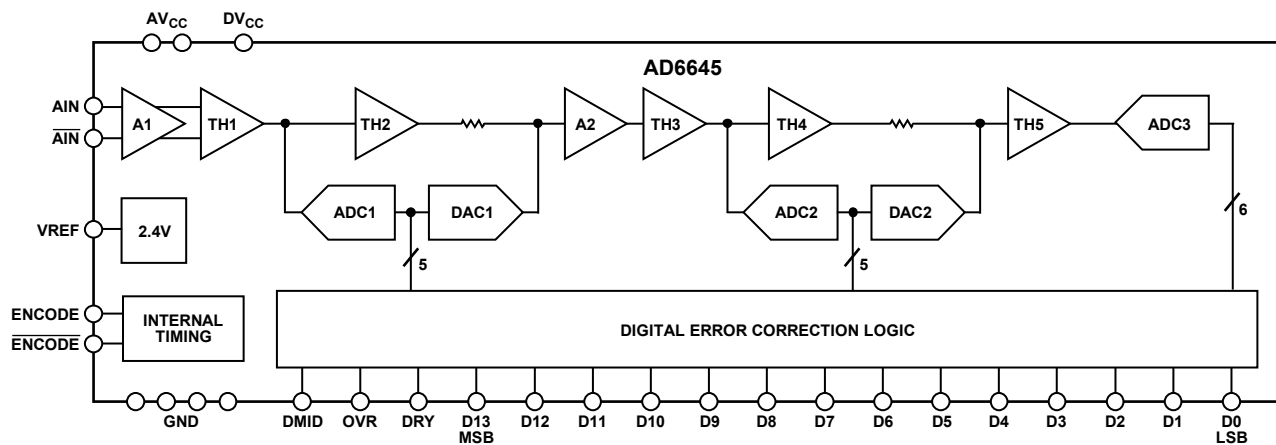 AVCC DVCC
AD6645
AIN
AIN
A1 TH1 TH2 A2 TH3 TH4 TH5 ADC3
ADC1 DAC1 ADC2 DAC2
VREF 2.4V
5 5 6
ENCODE
ENCODE
INTERNAL
TIMING
DIGITAL ERROR CORRECTION LOGIC
GND DMID OVR DRY D13 D12 D11 D10 D9 D8 D7 D6 D5 D4 D3 D2 D1 D0
MSB LSB